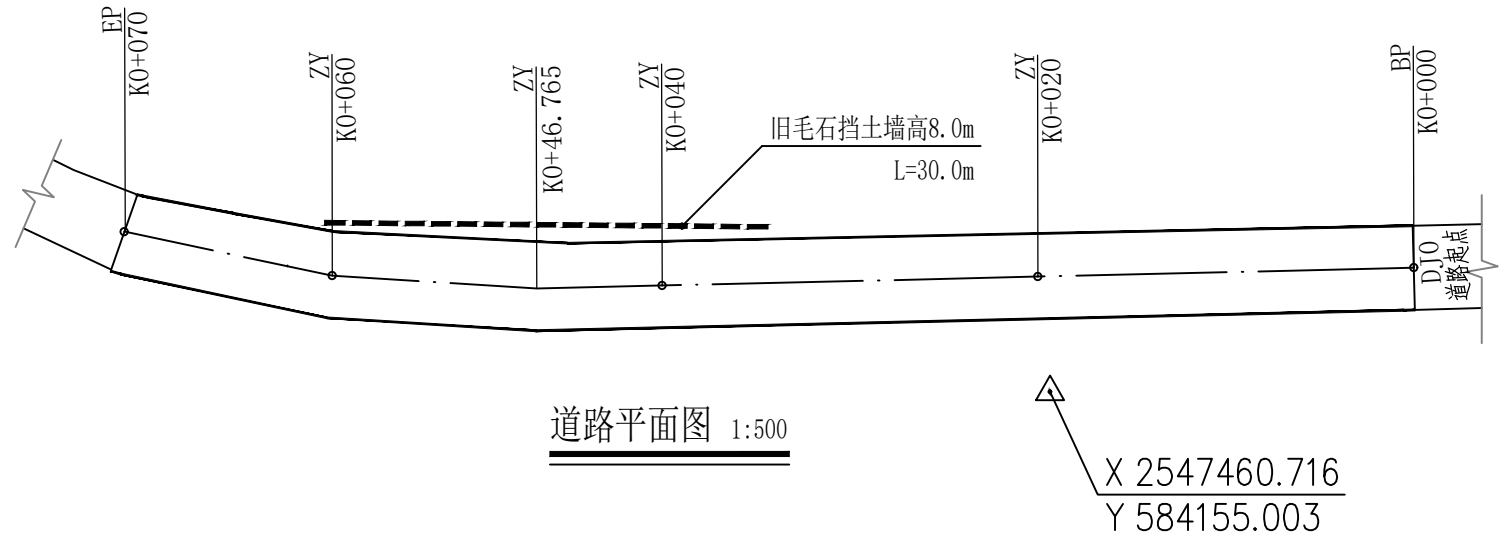 EP
K0+070
ZY
K0+060
ZY
K0+46.765
ZY
K0+040
ZY
K0+020
BP
K0+000
旧毛石挡土墙高8.0m
L=30.0m
DJ0
道路起点
道路平面图 1:500
X 2547460.716
Y 584155.003